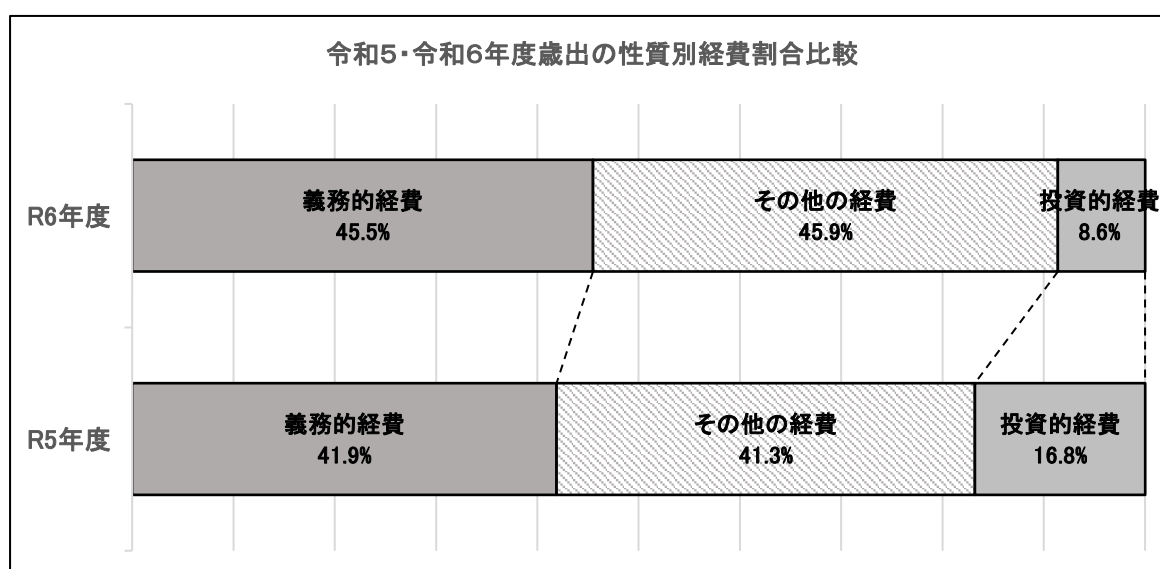 令和5・令和6年度歳出の性質別経費割合比較
R6年度
義務的経費
45.5%
その他の経費
45.9%
投資的経費
8.6%
R5年度
義務的経費
41.9%
その他の経費
41.3%
投資的経費
16.8%